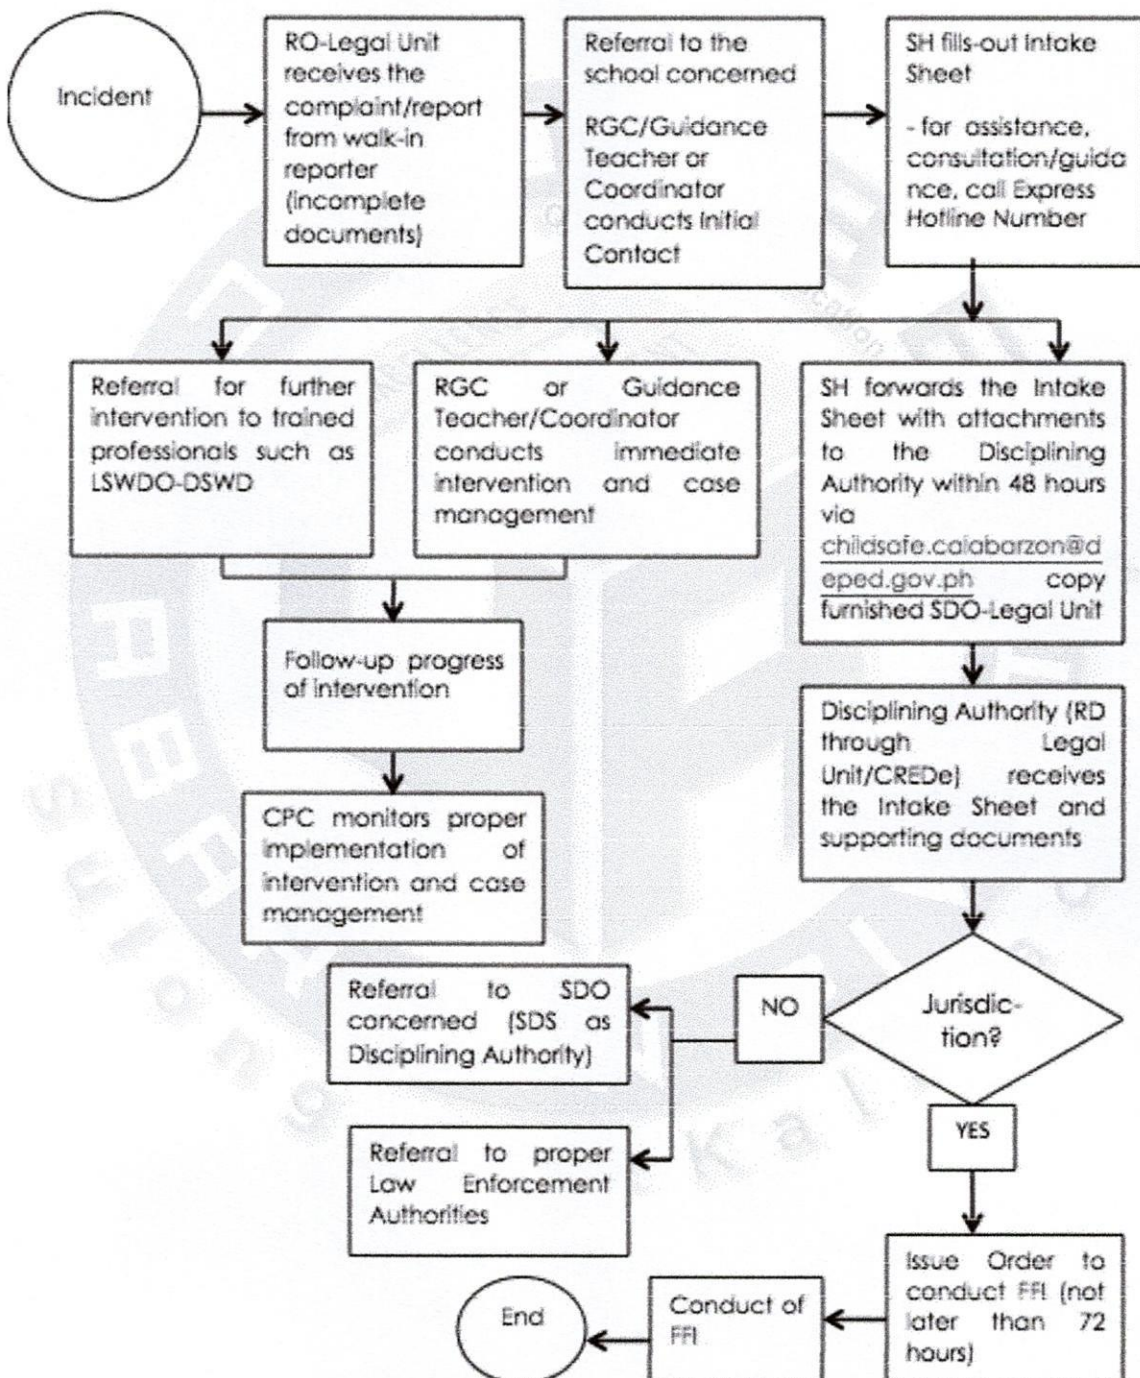 Incident
RO-Legal Unit
receives the
complaint/report
from walk-in
reporter
(incomplete
documents)
Referral to the
school concerned
RGC/Guidance
Teacher or
Coordinator
conducts Initial
Contact
SH fills-out Intake
Sheet
- for assistance,
consultation/guida
nce, call Express
Hotline Number
Referral for further
intervention to trained
professionals such as
LSWDO-DSWD
RGC or Guidance
Teacher/Coordinator
conducts immediate
intervention and case
management
SH forwards the Intake
Sheet with attachments
to the Disciplining
Authority within 48 hours
via
childsafe.calabarzon@d
eped.gov.ph copy
furnished SDO-Legal Unit
Follow-up progress
of intervention
Disciplining Authority (RD
through Legal
Unit/CREDe) receives
the Intake Sheet and
supporting documents
CPC monitors proper
implementation of
intervention and case
management
Referral to SDO
concerned (SDS as
Disciplining Authority)
NO
Jurisdic-
tion?
YES
Referral to proper
Law Enforcement
Authorities
Issue Order to
conduct FFI (not
later than 72
hours)
Conduct of
FFI
End